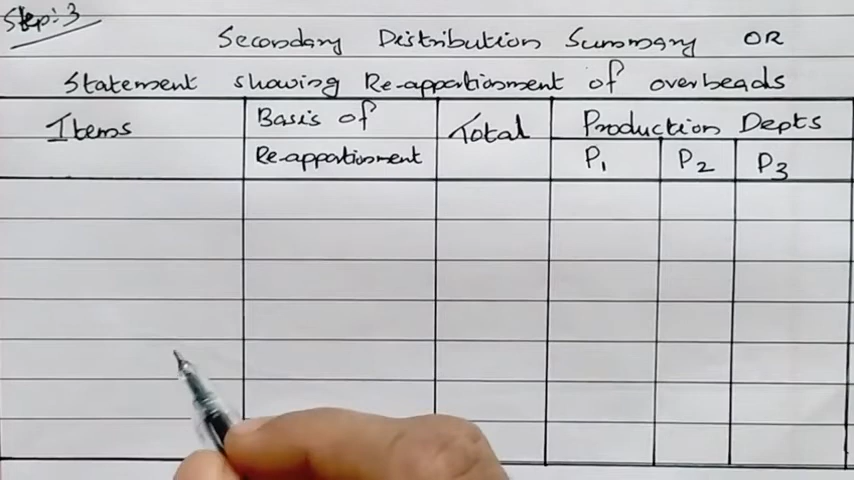 Step:3
Secondary Distribution Summary OR
Statement showing Re-apportionment of overheads
Items Basis of Re-apportionment Total Production Depts
P1 P2 P3